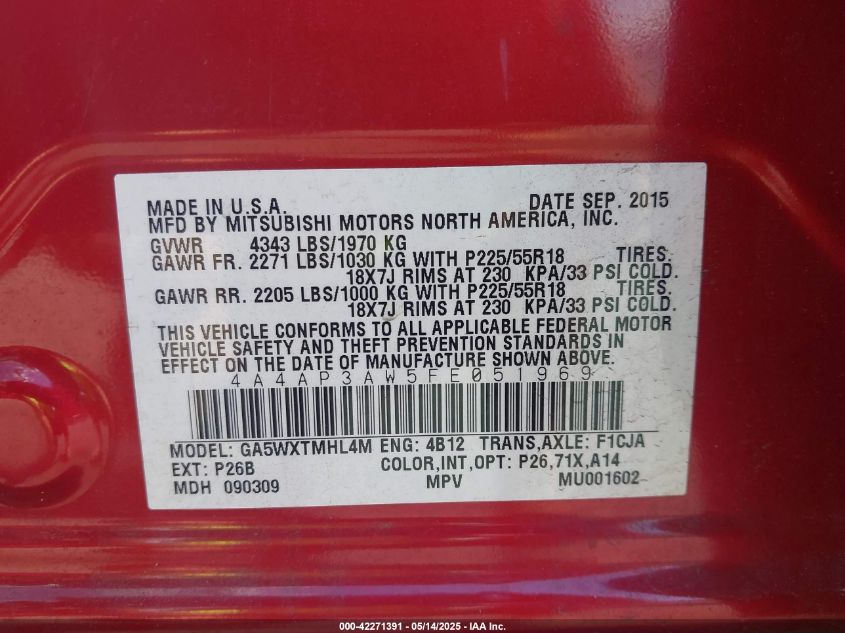 MADE IN U.S.A. DATE SEP. 2015
MFD BY MITSUBISHI MOTORS NORTH AMERICA, INC.
GVWR 4343 LBS/1970 KG
GAWR FR. 2271 LBS/1030 KG WITH P225/55R18 TIRES.
18X7J RIMS AT 230 KPA/33 PSI COLD.
GAWR RR. 2205 LBS/1000 KG WITH P225/55R18 TIRES.
18X7J RIMS AT 230 KPA/33 PSI COLD.
THIS VEHICLE CONFORMS TO ALL APPLICABLE FEDERAL MOTOR
VEHICLE SAFETY AND THEFT PREVENTION STANDARDS IN
EFFECT ON THE DATE OF MANUFACTURE SHOWN ABOVE.
4A4AP3AW5FE051969
MODEL: GA5WXTMHL4M ENG: 4B12 TRANS,AXLE: F1CJA
EXT: P26B COLOR,INT,OPT: P26,71X,A14
MDH 090309 MPV MU001602
000-42271391 - 05/14/2025 - IAA Inc.